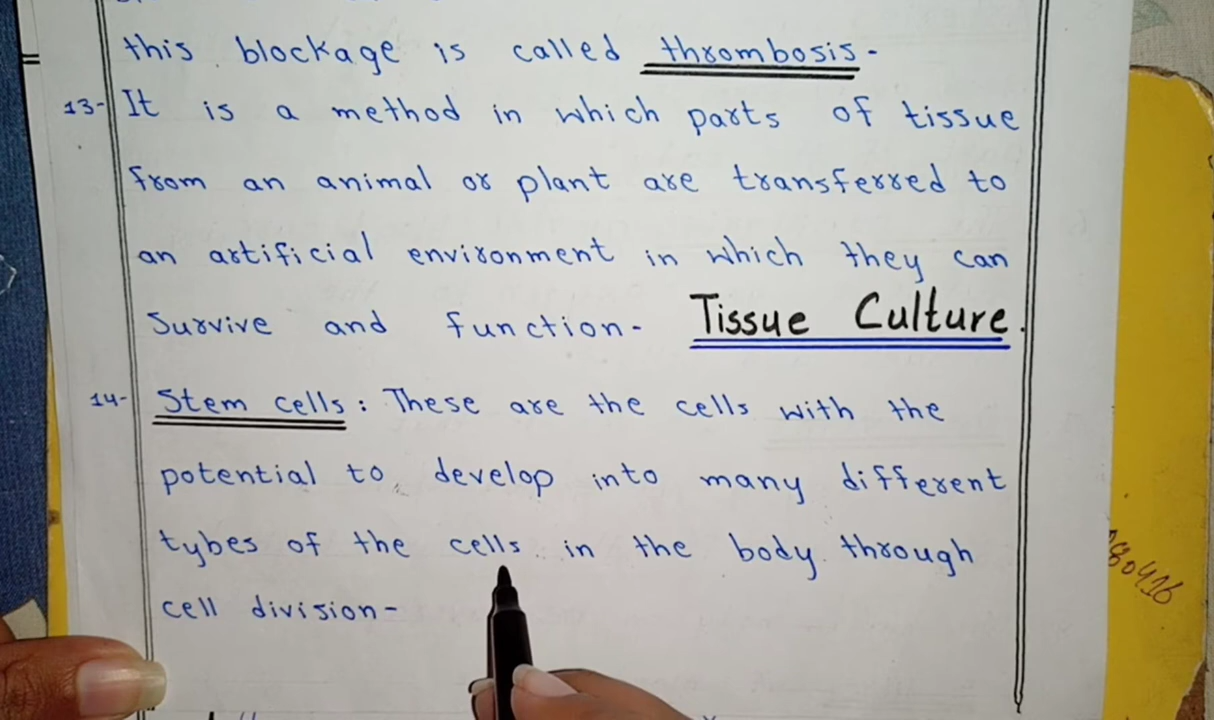 this blockage is called thrombosis-
13- It is a method in which parts of tissue
from an animal or plant are transferred to
an artificial environment in which they can
Survive and function- Tissue Culture.
14- Stem cells: These are the cells with the
potential to develop into many different
tybes of the cells in the body through
cell division-